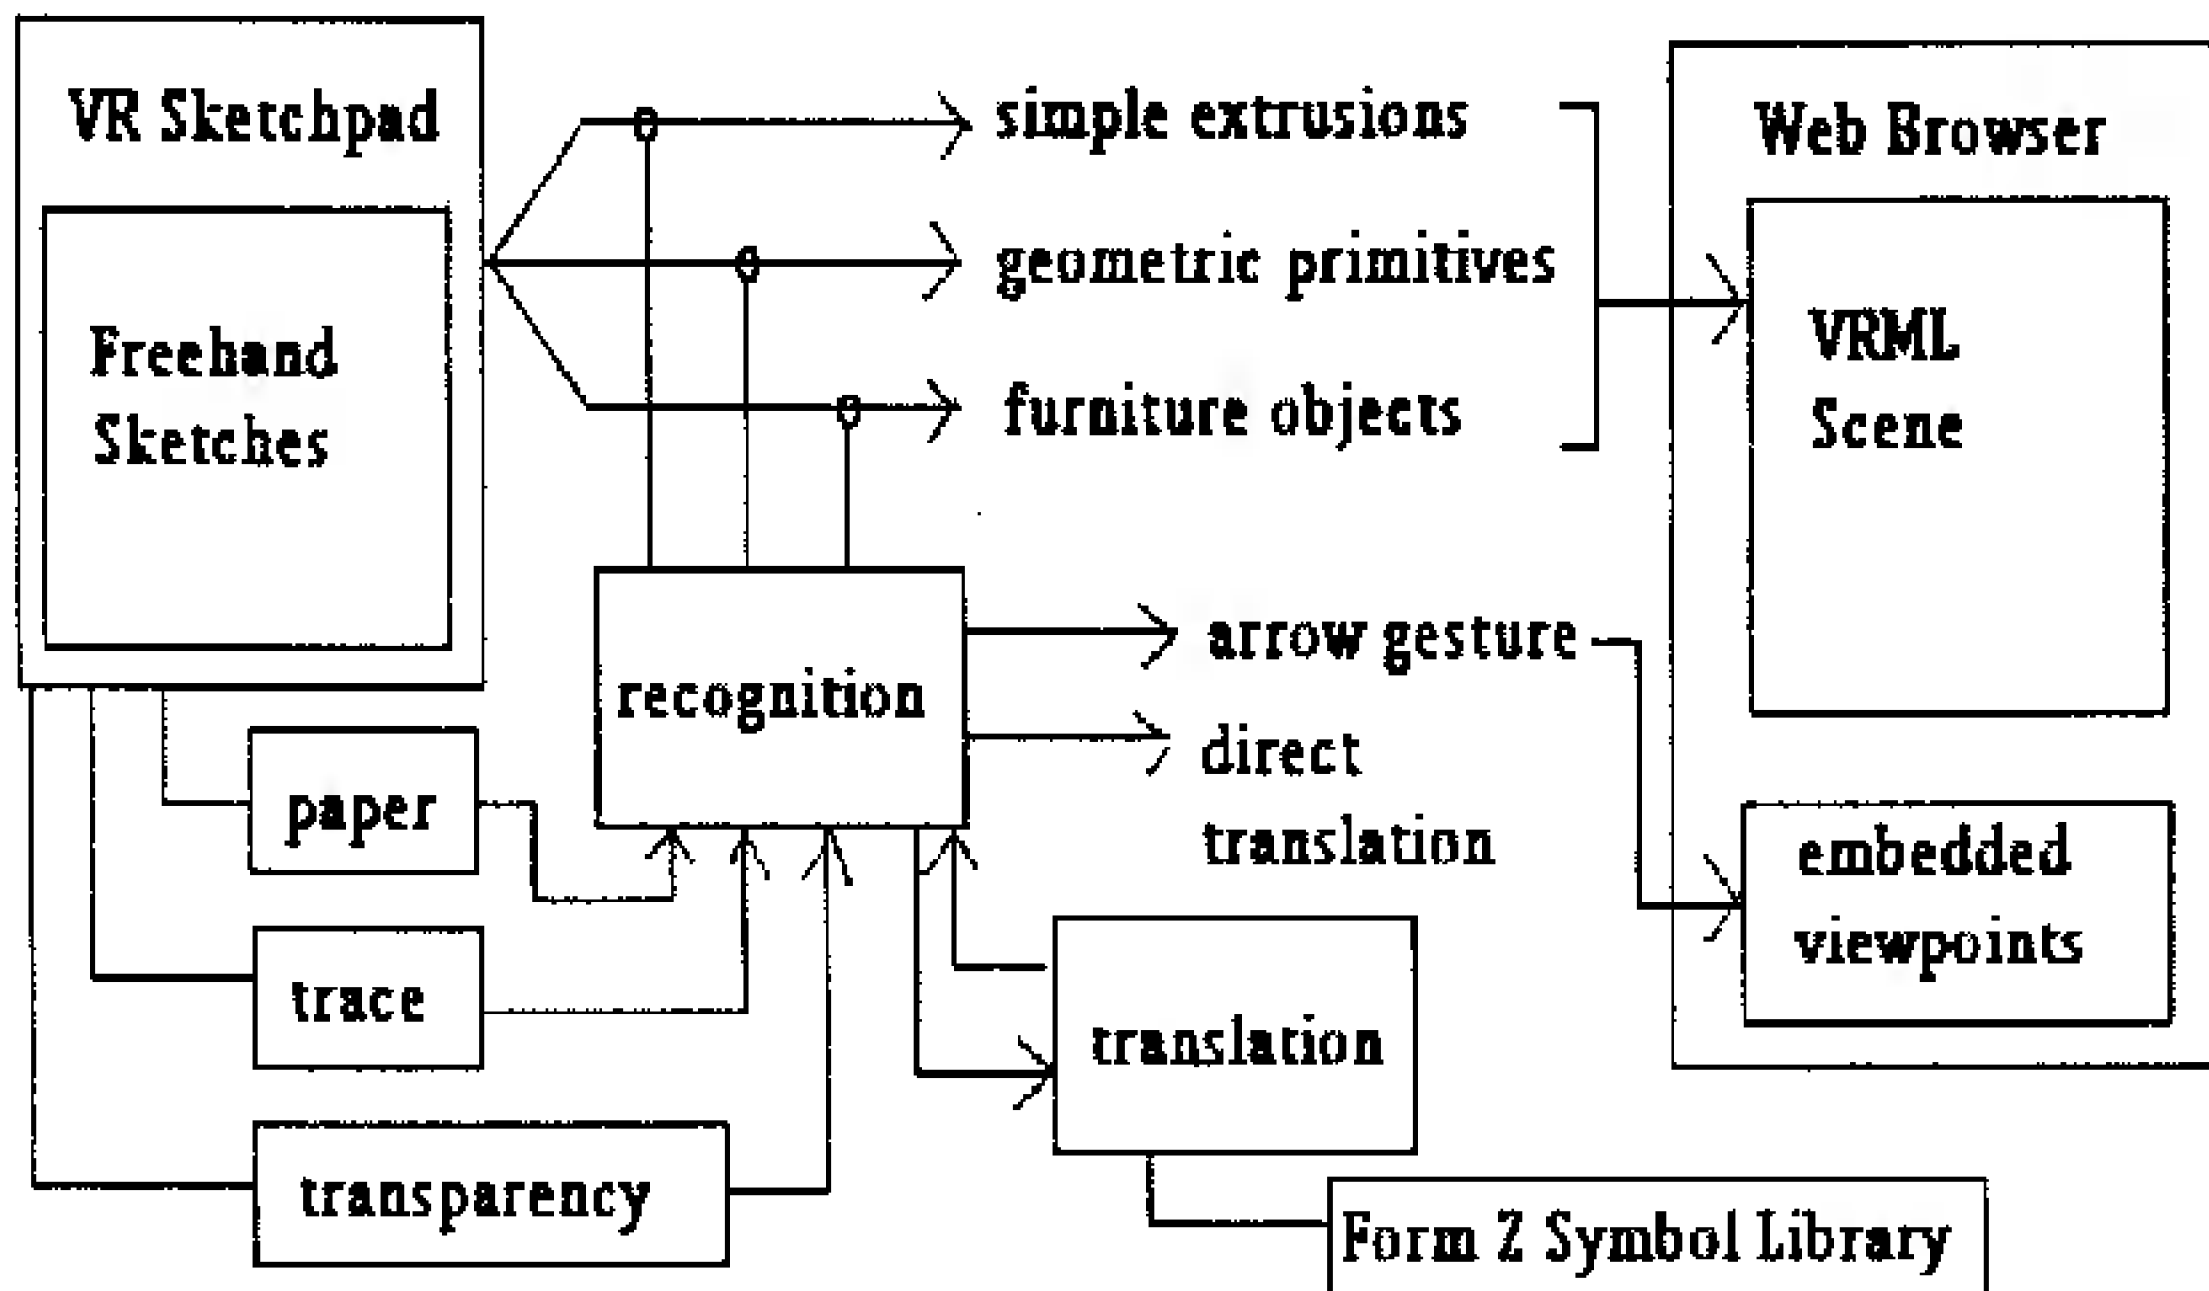 VR Sketchpad
Freehand
Sketches
simple extrusions
geometric primitives
furniture objects
Web Browser
VRML
Scene
recognition
arrow gesture
direct
translation
paper
trace
transparency
translation
embedded
viewpoints
Form Z Symbol Library